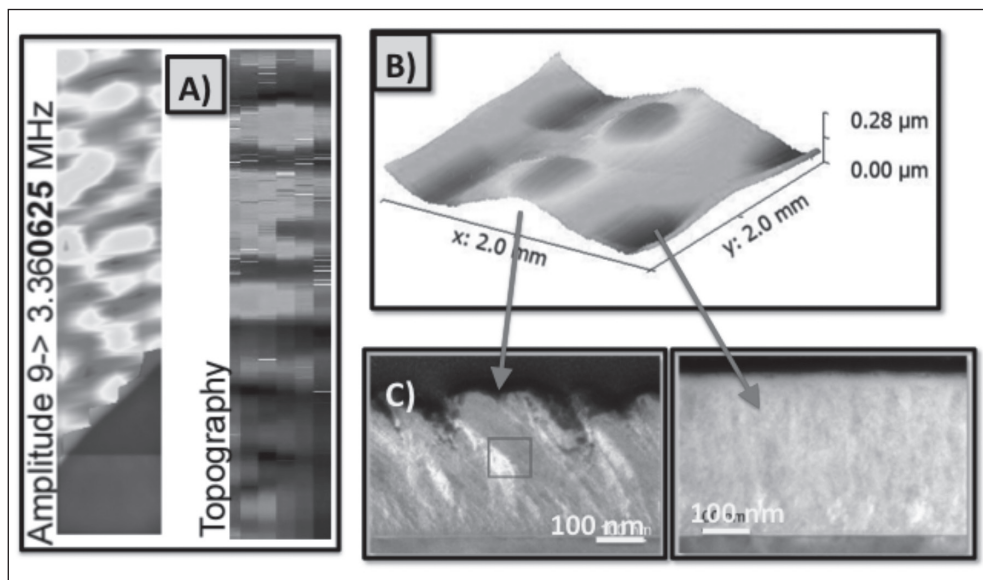 Amplitude 9-> 3.360625 MHz
A)
Topography
B)
0.28 µm
0.00 µm
x: 2.0 mm
y: 2.0 mm
C)
100 nm
100 nm